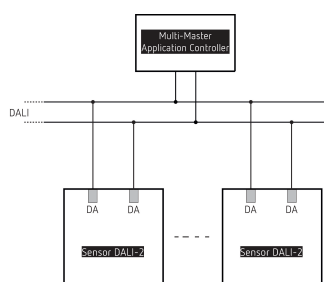 Multi-Master
Application Controller
DALI
DA DA DA DA
Sensor DALI-2 Sensor DALI-2